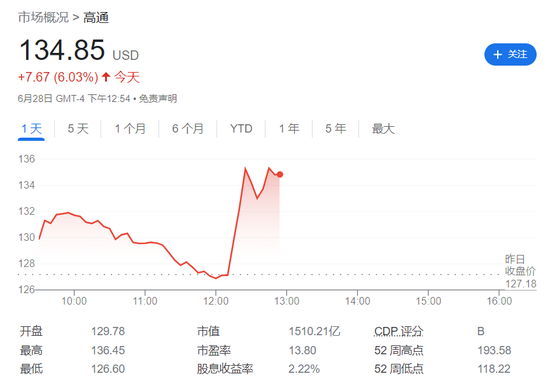 市场概况 > 高通
134.85 USD
+ 关注
+7.67 (6.03%) ↑ 今天
6月28日 GMT-4 下午12:54 • 免责声明
1 天 5 天 1 个月 6 个月 YTD 1 年 5 年 最大
136
134
132
130
128
126
昨日
收盘价
127.18
10:00 11:00 12:00 13:00 14:00 15:00 16:00
开盘 129.78 市值 1510.21亿 CDP 评分 B
最高 136.45 市盈率 13.80 52 周高点 193.58
最低 126.60 股息收益率 2.22% 52 周低点 118.22